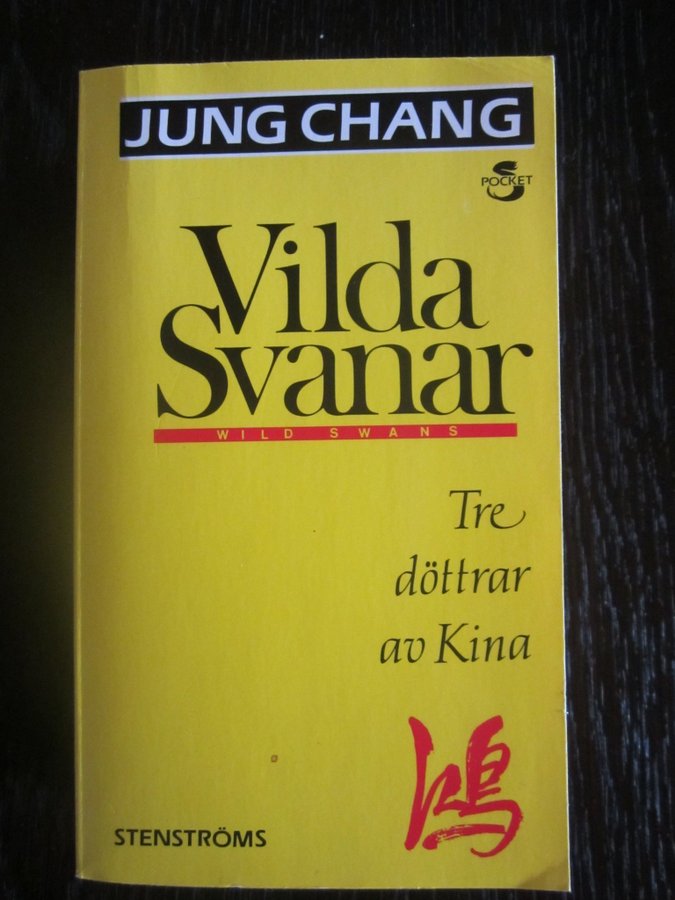 JUNG CHANG
POCKET
Vilda
Svanar
WILD SWANS
Tre
döttrar
av Kina
鴻
STENSTRÖMS